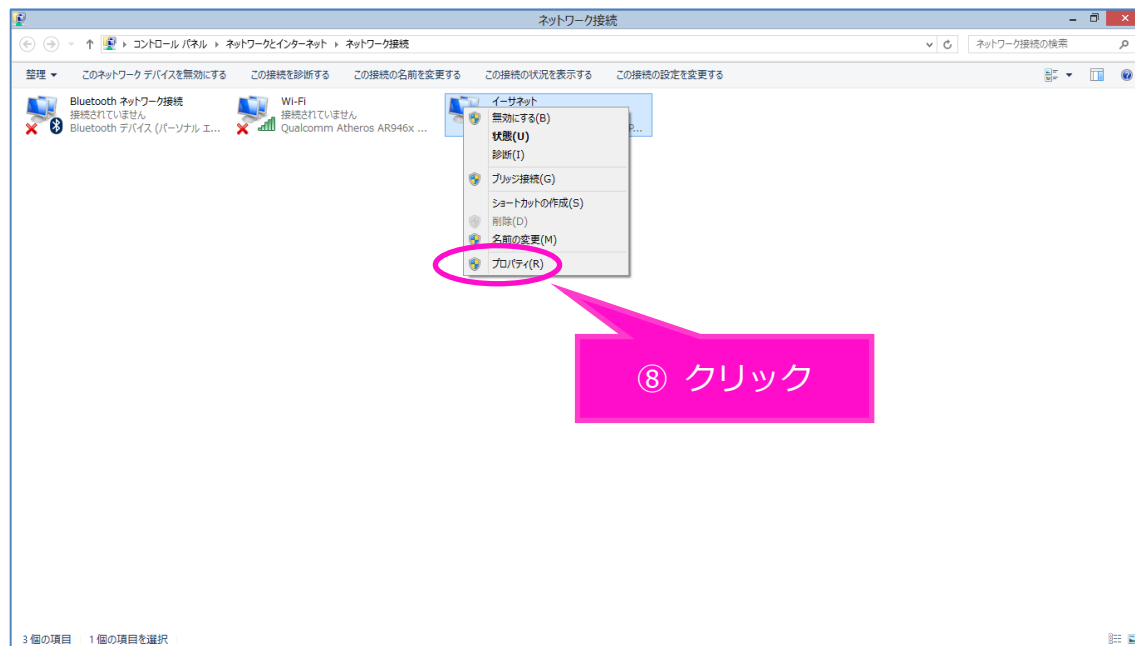 ネットワーク接続
コントロール パネル ネットワークとインターネット ネットワーク接続
ネットワーク接続の検索
整理 このネットワーク デバイスを無効にする この接続を診断する この接続の名前を変更する この接続の状況を表示する この接続の設定を変更する
Bluetooth ネットワーク接続
接続されていません
Bluetooth デバイス (パーソナル エ...
Wi-Fi
接続されていません
Qualcomm Atheros AR946x ...
イーサネット
P...
無効にする(B)
状態(U)
診断(I)
ブリッジ接続(G)
ショートカットの作成(S)
削除(D)
名前の変更(M)
プロパティ(R)
⑧ クリック
3 個の項目 1 個の項目を選択